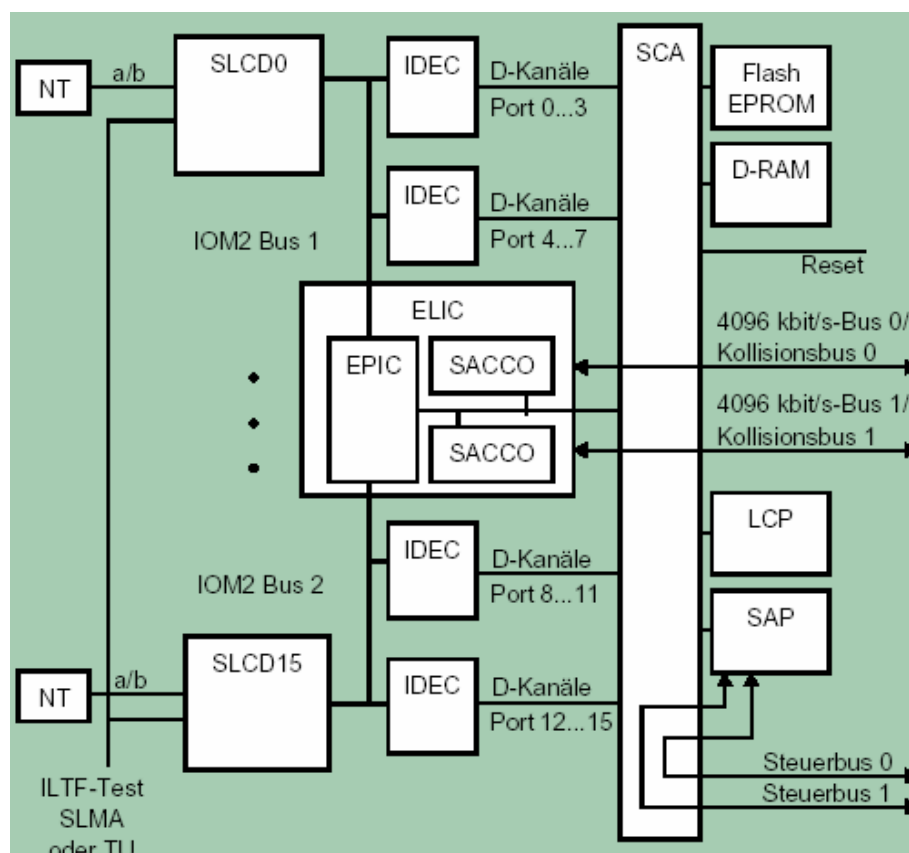 NT
a/b
SLCD0
IDEC
D-Kanäle
Port 0...3
SCA
Flash
EPROM
IDEC
D-Kanäle
Port 4...7
D-RAM
IOM2 Bus 1
Reset
ELIC
EPIC
SACCO
SACCO
4096 kbit/s-Bus 0/
Kollisionsbus 0
4096 kbit/s-Bus 1/
Kollisionsbus 1
IDEC
D-Kanäle
Port 8...11
LCP
IOM2 Bus 2
SAP
NT
a/b
SLCD15
IDEC
D-Kanäle
Port 12...15
Steuerbus 0
Steuerbus 1
ILTF-Test
SLMA
oder TU